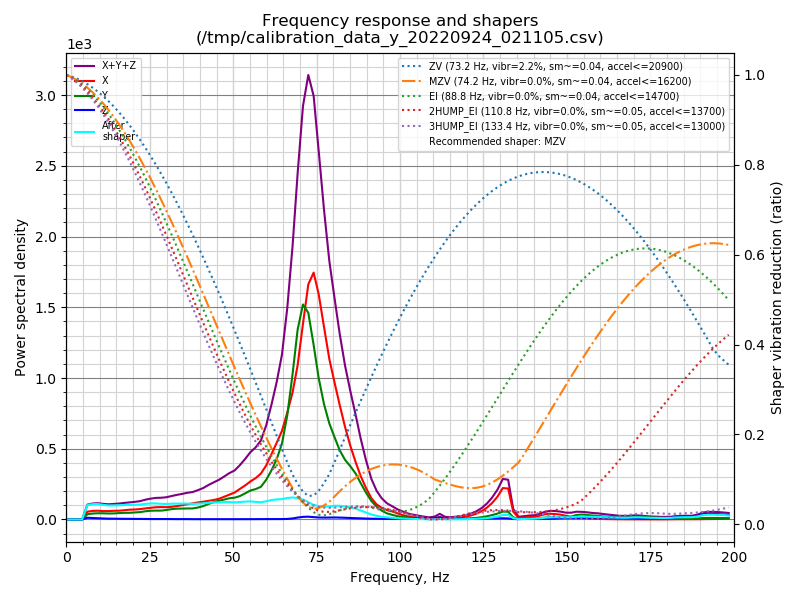 Frequency response and shapers
(/tmp/calibration_data_y_20220924_021105.csv)
1e3
X+Y+Z
X
Y
Z
After
shaper
ZV (73.2 Hz, vibr=2.2%, sm~=0.04, accel<=20900)
MZV (74.2 Hz, vibr=0.0%, sm~=0.04, accel<=16200)
EI (88.8 Hz, vibr=0.0%, sm~=0.04, accel<=14700)
2HUMP_EI (110.8 Hz, vibr=0.0%, sm~=0.05, accel<=13700)
3HUMP_EI (133.4 Hz, vibr=0.0%, sm~=0.05, accel<=13000)
Recommended shaper: MZV
Power spectral density
3.0
2.5
2.0
1.5
1.0
0.5
0.0
1.0
0.8
0.6
0.4
0.2
0.0
Shaper vibration reduction (ratio)
0 25 50 75 100 125 150 175 200
Frequency, Hz